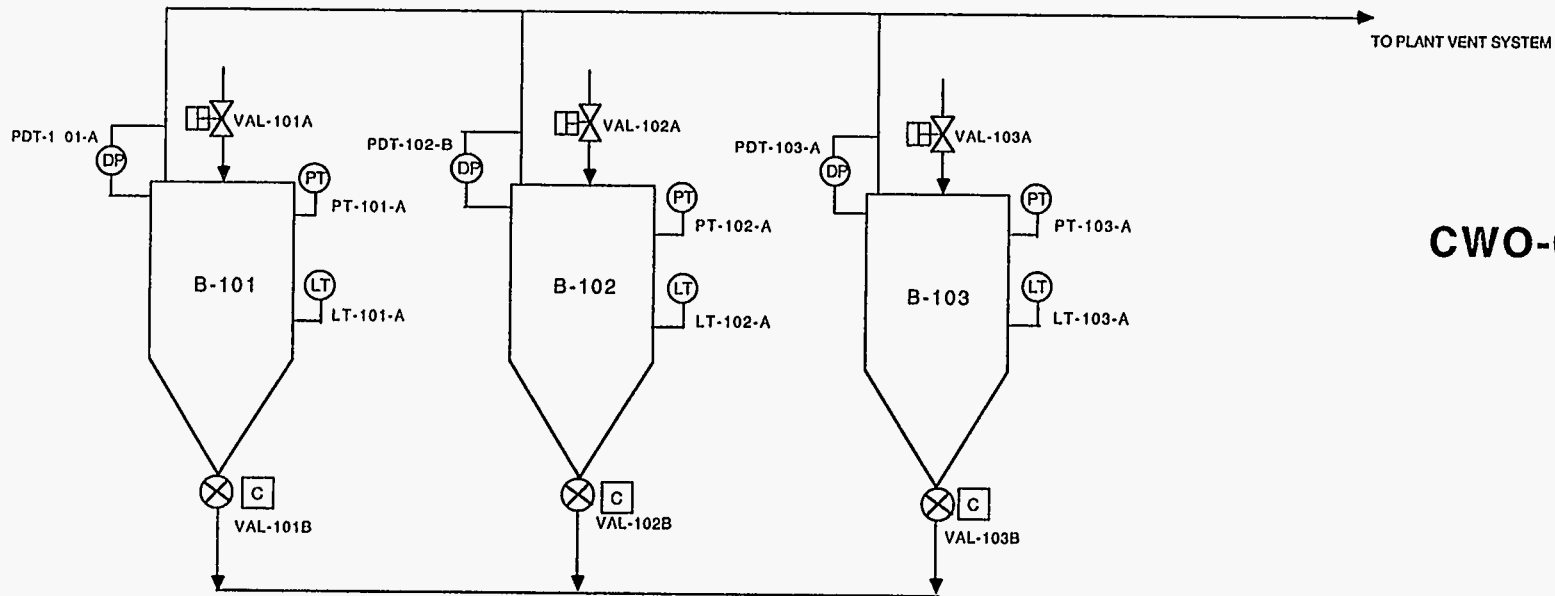 TO PLANT VENT SYSTEM
VAL-101A
VAL-102A
VAL-103A
PDT-1 01-A
PDT-102-B
PDT-103-A
DP
DP
DP
PT
PT
PT
PT-101-A
PT-102-A
PT-103-A
CWO-
B-101
B-102
B-103
LT
LT
LT
LT-101-A
LT-102-A
LT-103-A
C
C
C
VAL-101B
VAL-102B
VAL-103B